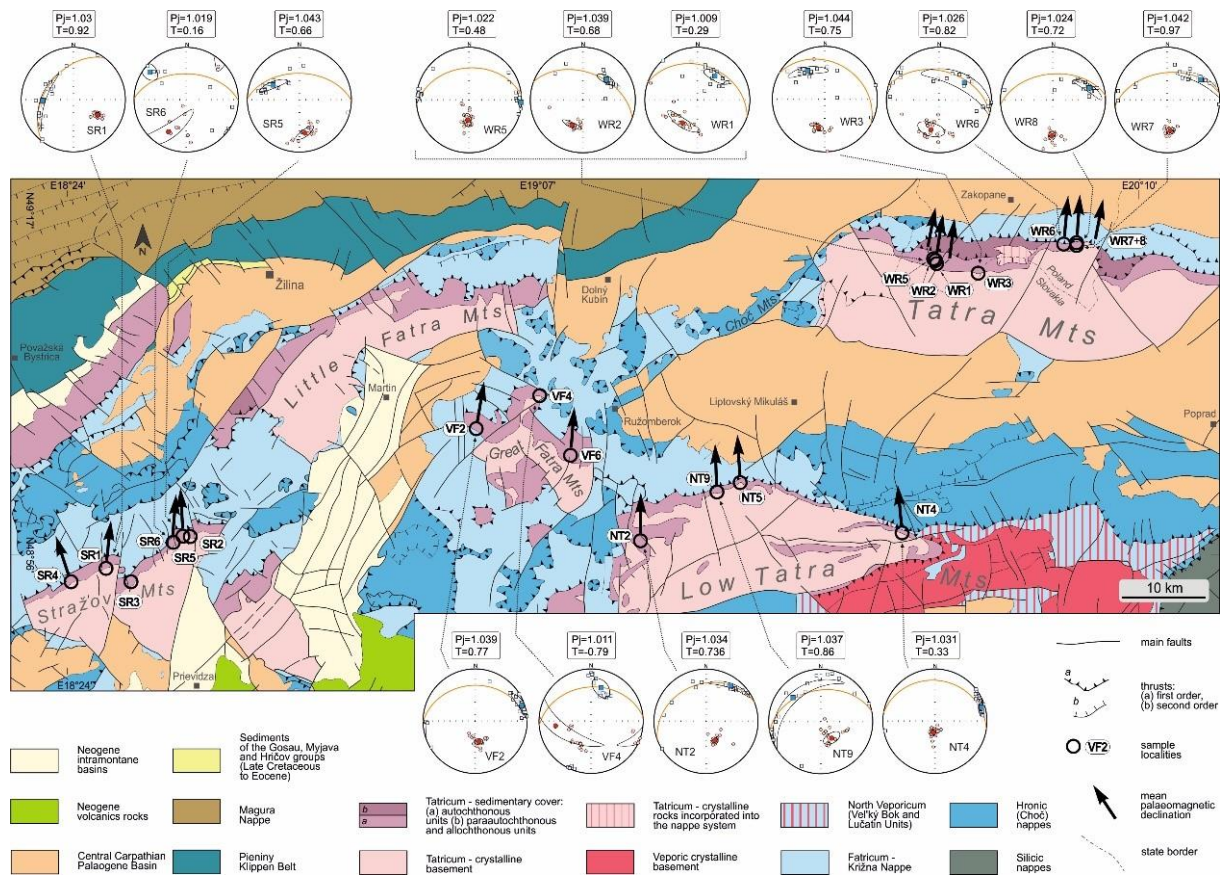 Pj=1.03
T=0.92
Pj=1.019
T=0.16
Pj=1.043
T=0.66
Pj=1.022
T=0.48
Pj=1.039
T=0.68
Pj=1.009
T=0.29
Pj=1.044
T=0.75
Pj=1.026
T=0.82
Pj=1.024
T=0.72
Pj=1.042
T=0.97
N
N
N
N
N
N
N
N
N
N
SR1
SR6
SR5
WR5
WR2
WR1
WR3
WR6
WR8
WR7
E18°24'
E19°07'
E20°10'
N49°17'
N
Zakopane
Žilina
Dolný
Kubín
Choč Mts
WR5
WR2
WR1
WR3
WR6
WR7+8
Poland
Slovakia
Tatra Mts
Považská
Bystrica
Little Fatra Mts
Martin
VF2
VF4
VF6
Great
Fatra Mts
Ružomberok
Liptovský Mikuláš
Poprad
N48°56'
SR4
SR1
SR3
SR6
SR5
SR2
Stražov Mts
NT9
NT5
NT2
NT4
Low Tatra Mts
10 km
Prievidza
E18°24'
Pj=1.039
T=0.77
Pj=1.011
T=-0.79
Pj=1.034
T=0.736
Pj=1.037
T=0.86
Pj=1.031
T=0.33
N
N
N
N
N
VF2
VF4
NT2
NT9
NT4
main faults
a
b
thrusts:
(a) first order,
(b) second order
VF2
sample
localities
mean
palaeomagnetic
declination
state border
Neogene
intramontane
basins
Sediments
of the Gosau, Myjava
and Hričov groups
(Late Cretaceous
to Eocene)
Neogene
volcanics rocks
Magura
Nappe
b
a
Tatricum - sedimentary cover:
(a) autochthonous
units (b) paraautochthonous
and allochthonous units
Tatricum - crystalline
rocks incorporated into
the nappe system
North Veporicum
(Veľký Bok and
Lučatin Units)
Hronic
(Choč)
nappes
Central Carpathian
Palaogene Basin
Pieniny
Klippen Belt
Tatricum - crystalline
basement
Veporic crystalline
basement
Fatricum -
Križna Nappe
Silicic
nappes